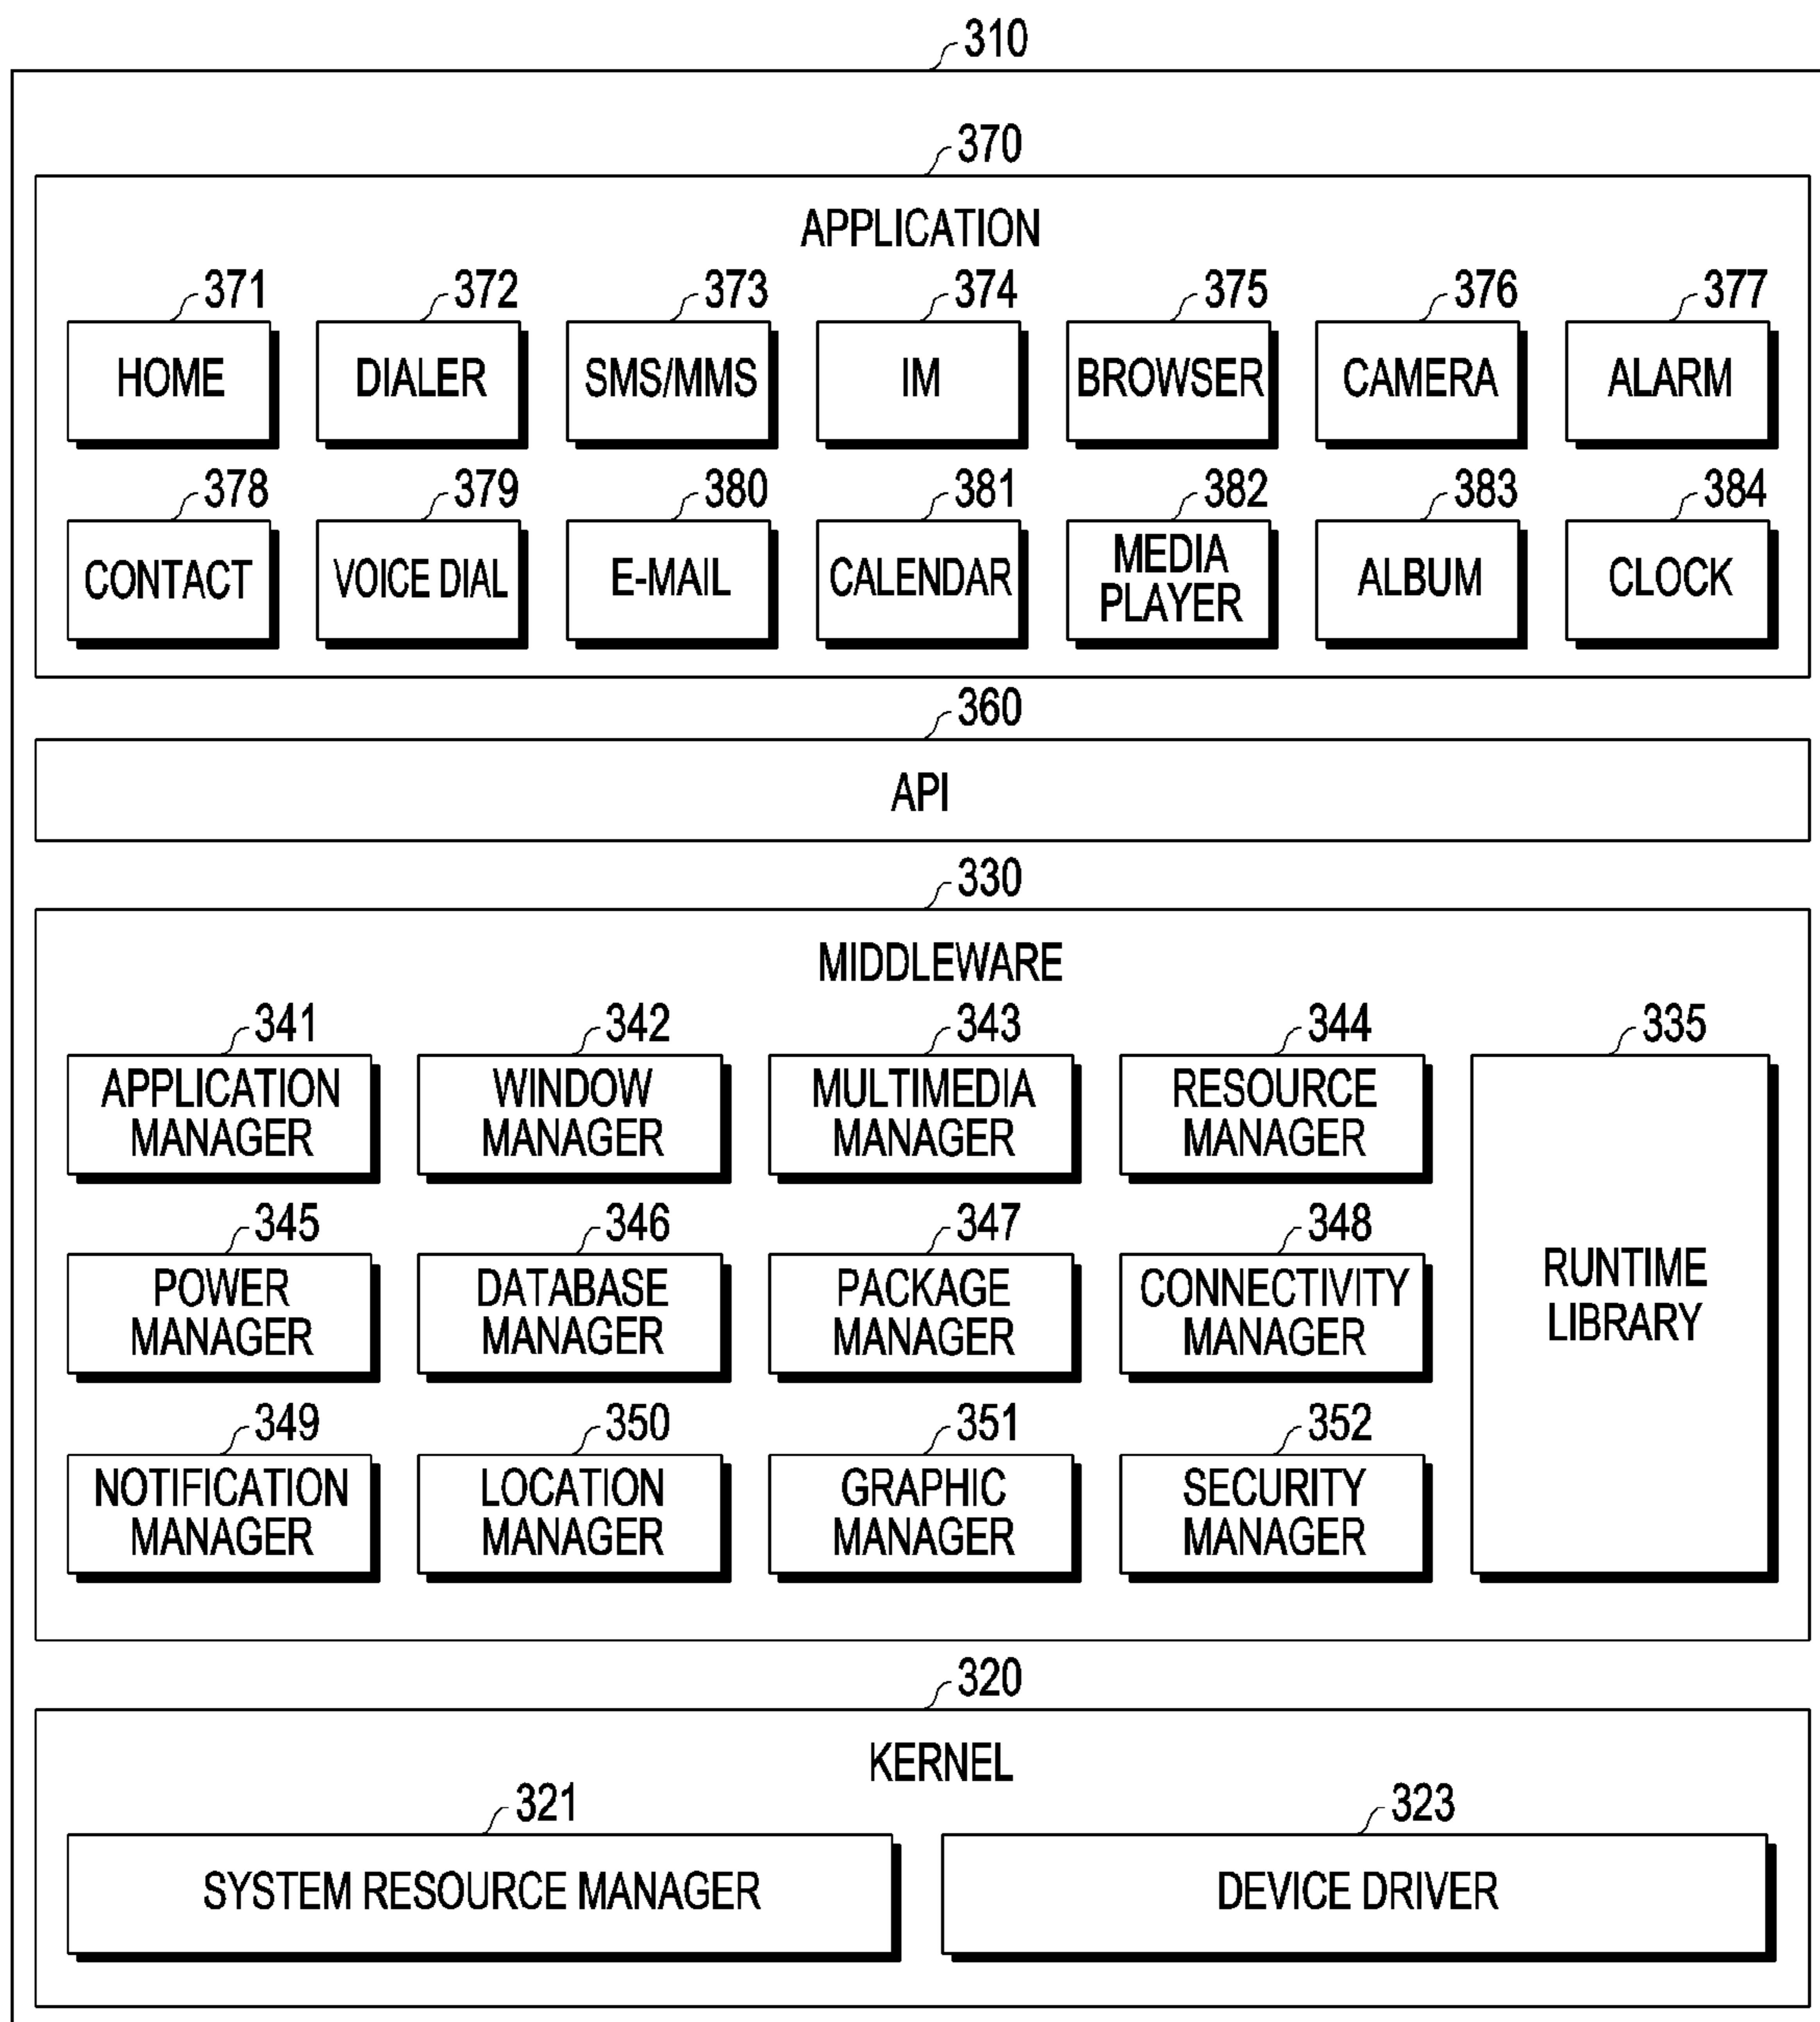 310
370
APPLICATION
371 372 373 374 375 376 377
HOME DIALER SMS/MMS IM BROWSER CAMERA ALARM
378 379 380 381 382 383 384
CONTACT VOICE DIAL E-MAIL CALENDAR MEDIA PLAYER ALBUM CLOCK
360
API
330
MIDDLEWARE
341 342 343 344 335
APPLICATION MANAGER WINDOW MANAGER MULTIMEDIA MANAGER RESOURCE MANAGER
345 346 347 348
POWER MANAGER DATABASE MANAGER PACKAGE MANAGER CONNECTIVITY MANAGER RUNTIME LIBRARY
349 350 351 352
NOTIFICATION MANAGER LOCATION MANAGER GRAPHIC MANAGER SECURITY MANAGER
320
KERNEL
321 323
SYSTEM RESOURCE MANAGER DEVICE DRIVER